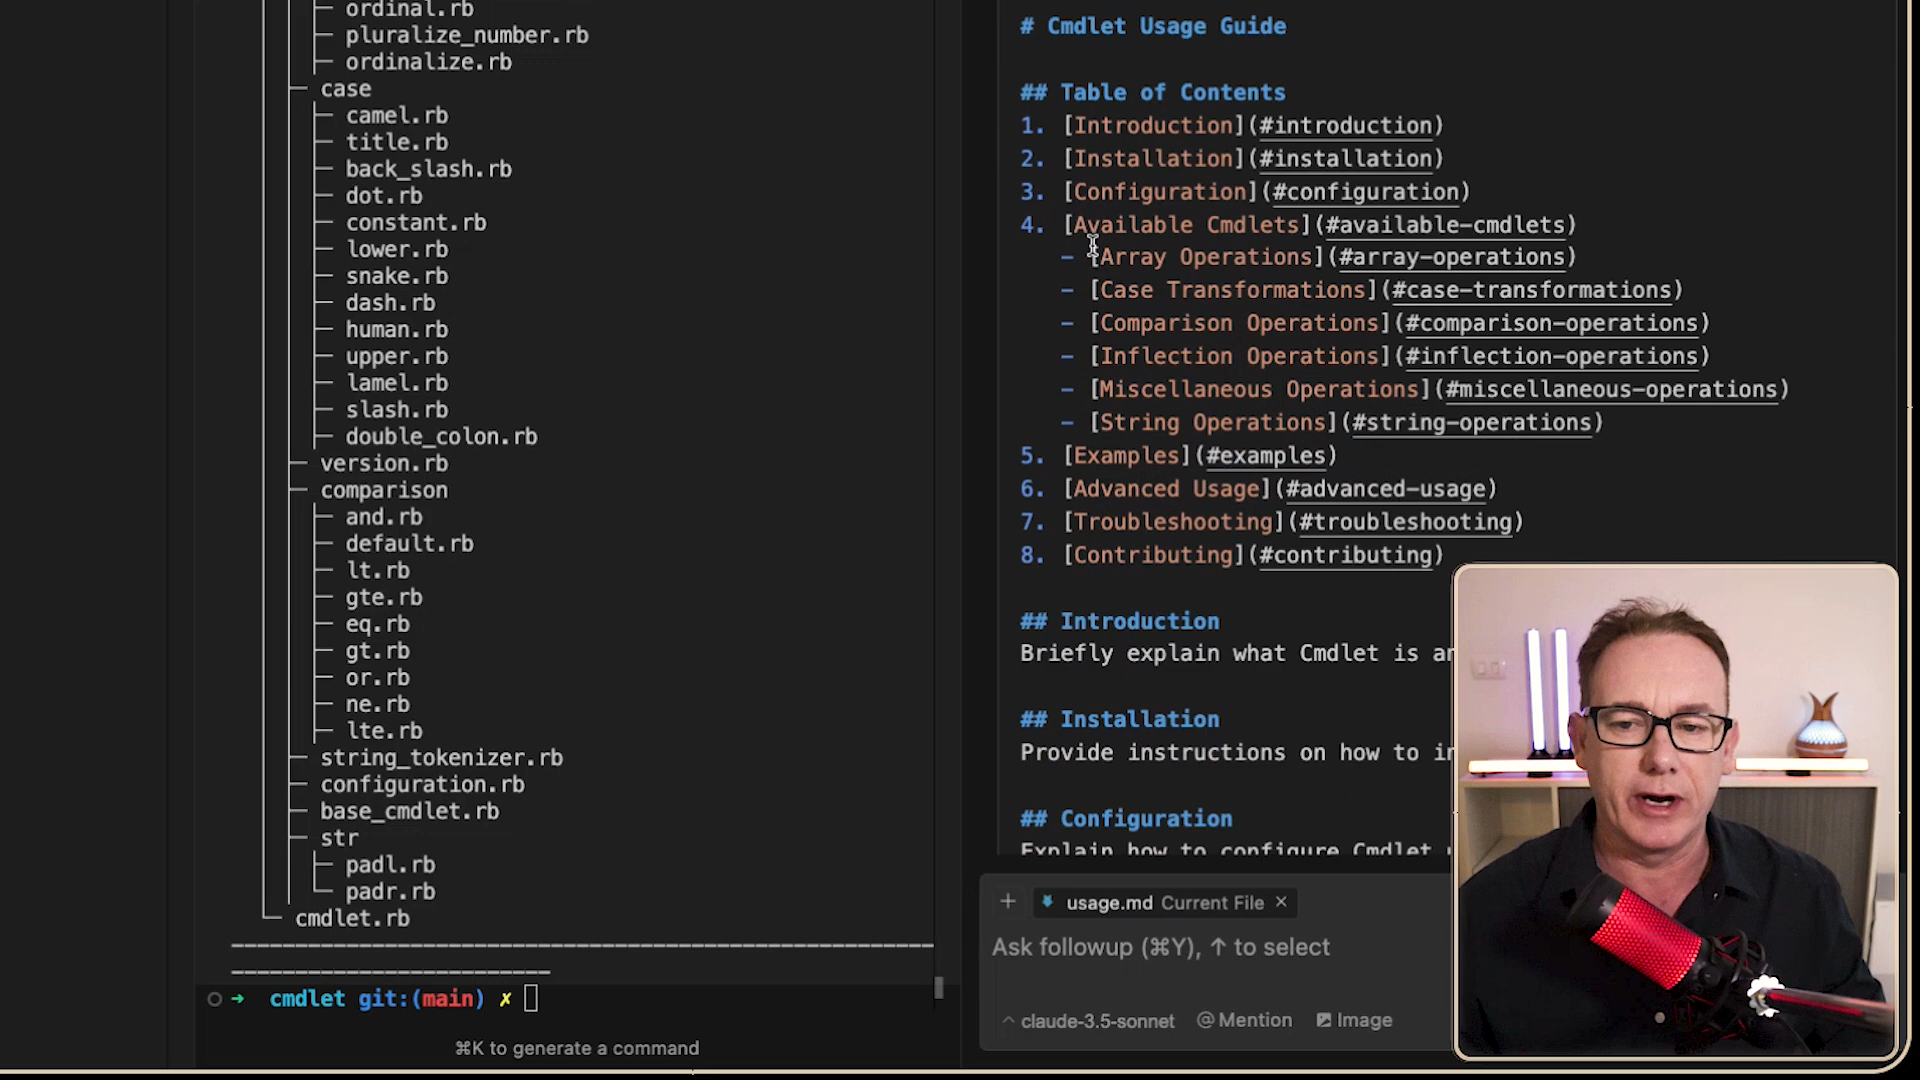 ordinal.rb
pluralize_number.rb
ordinalize.rb
case
camel.rb
title.rb
back_slash.rb
dot.rb
constant.rb
lower.rb
snake.rb
dash.rb
human.rb
upper.rb
lamel.rb
slash.rb
double_colon.rb
version.rb
comparison
and.rb
default.rb
lt.rb
gte.rb
eq.rb
gt.rb
or.rb
ne.rb
lte.rb
string_tokenizer.rb
configuration.rb
base_cmdlet.rb
str
padl.rb
padr.rb
cmdlet.rb
➜ cmdlet git:(main) ✗
⌘K to generate a command
# Cmdlet Usage Guide
## Table of Contents
1. [Introduction](#introduction)
2. [Installation](#installation)
3. [Configuration](#configuration)
4. [Available Cmdlets](#available-cmdlets)
- [Array Operations](#array-operations)
- [Case Transformations](#case-transformations)
- [Comparison Operations](#comparison-operations)
- [Inflection Operations](#inflection-operations)
- [Miscellaneous Operations](#miscellaneous-operations)
- [String Operations](#string-operations)
5. [Examples](#examples)
6. [Advanced Usage](#advanced-usage)
7. [Troubleshooting](#troubleshooting)
8. [Contributing](#contributing)
## Introduction
Briefly explain what Cmdlet is
## Installation
Provide instructions on how to
## Configuration
Explain how to configure Cmdlet
usage.md Current File ×
Ask followup (⌘Y), ↑ to select
claude-3.5-sonnet @Mention Image